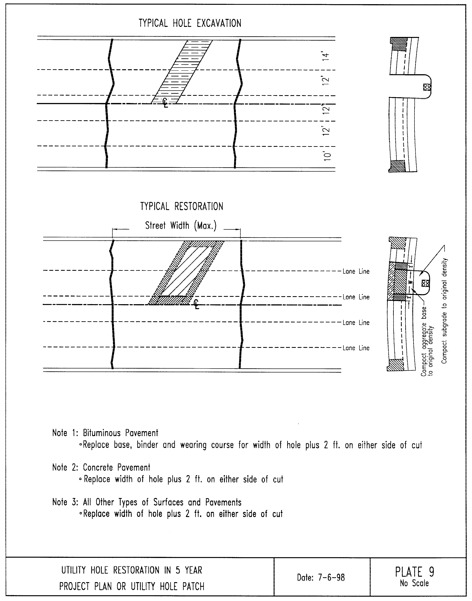 TYPICAL HOLE EXCAVATION
14'
12'
12'
12'
10'
℄
TYPICAL RESTORATION
Street Width (Max.)
Lane Line
Lane Line
Lane Line
Lane Line
℄
Compact aggregate base
to original density
Compact subgrade to original density
Note 1: Bituminous Pavement
∘Replace base, binder and wearing course for width of hole plus 2 ft. on either side of cut
Note 2: Concrete Pavement
∘Replace width of hole plus 2 ft. on either side of cut
Note 3: All Other Types of Surfaces and Pavements
∘Replace width of hole plus 2 ft. on either side of cut
UTILITY HOLE RESTORATION IN 5 YEAR
PROJECT PLAN OR UTILITY HOLE PATCH
Date: 7-6-98
PLATE 9
No Scale